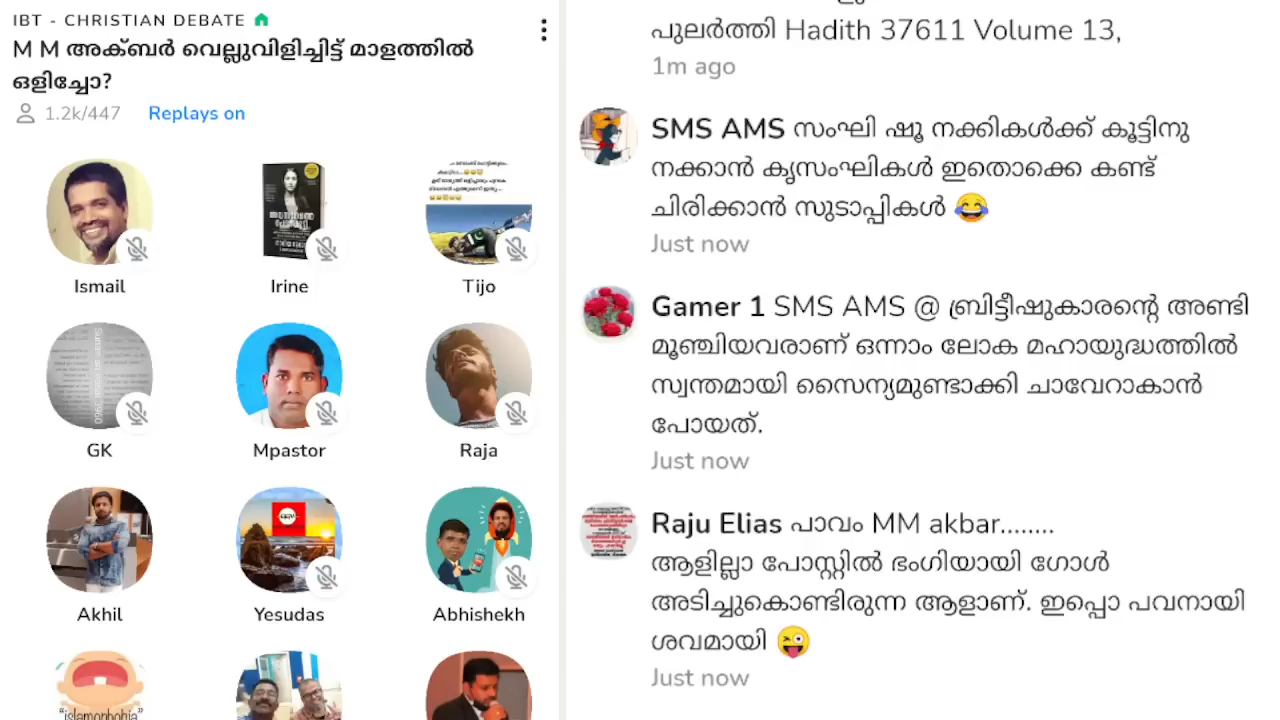 IBT - CHRISTIAN DEBATE
M M അക്ബർ വെല്ലുവിളിച്ചിട്ട് മാളത്തിൽ
ഒളിച്ചോ?
1.2k/447 Replays on
Ismail
Irine
Tijo
GK
Mpastor
Raja
Akhil
Yesudas
Abhishekh
"islamophobia"
പുലർത്തി Hadith 37611 Volume 13,
1m ago
SMS AMS സംഘി ഷൂ നക്കികൾക്ക് കൂട്ടിനു
നക്കാൻ കൃസംഘികൾ ഇതൊക്കെ കണ്ട്
ചിരിക്കാൻ സുടാപ്പികൾ 😂
Just now
Gamer 1 SMS AMS @ ബ്രിട്ടീഷുകാരന്റെ അണ്ടി
മൂഞ്ചിയവരാണ് ഒന്നാം ലോക മഹായുദ്ധത്തിൽ
സ്വന്തമായി സൈന്യമുണ്ടാക്കി ചാവേറാകാൻ
പോയത്.
Just now
Raju Elias പാവം MM akbar........
ആളില്ലാ പോസ്റ്റിൽ ഭംഗിയായി ഗോൾ
അടിച്ചുകൊണ്ടിരുന്ന ആളാണ്. ഇപ്പൊ പവനായി
ശവമായി 😜
Just now